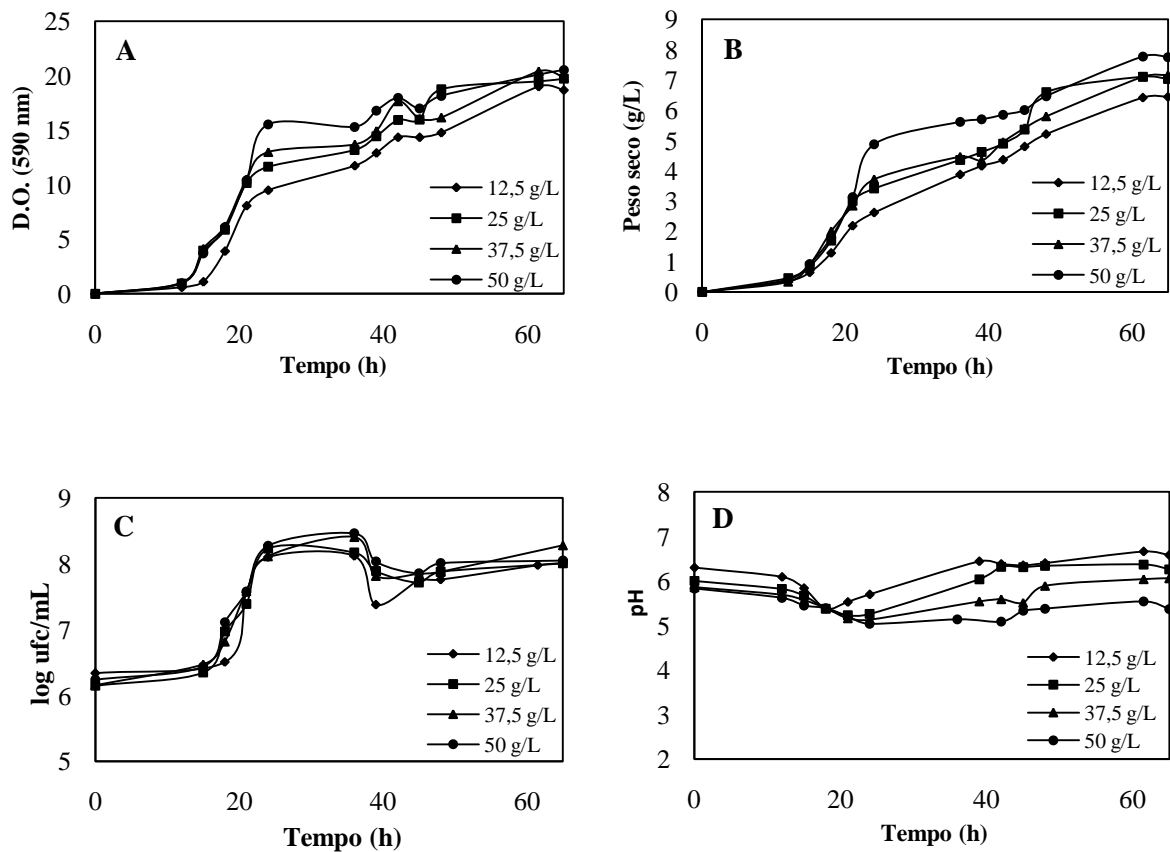 A
D.O. (590 nm)
25
20
15
10
5
0
0 20 40 60
Tempo (h)
12,5 g/L
25 g/L
37,5 g/L
50 g/L
B
Peso seco (g/L)
9
8
7
6
5
4
3
2
1
0
0 20 40 60
Tempo (h)
12,5 g/L
25 g/L
37,5 g/L
50 g/L
C
log ufc/mL
9
8
7
6
5
0 20 40 60
Tempo (h)
12,5 g/L
25 g/L
37,5 g/L
50 g/L
D
pH
8
7
6
5
4
3
2
0 20 40 60
Tempo (h)
12,5 g/L
25 g/L
37,5 g/L
50 g/L